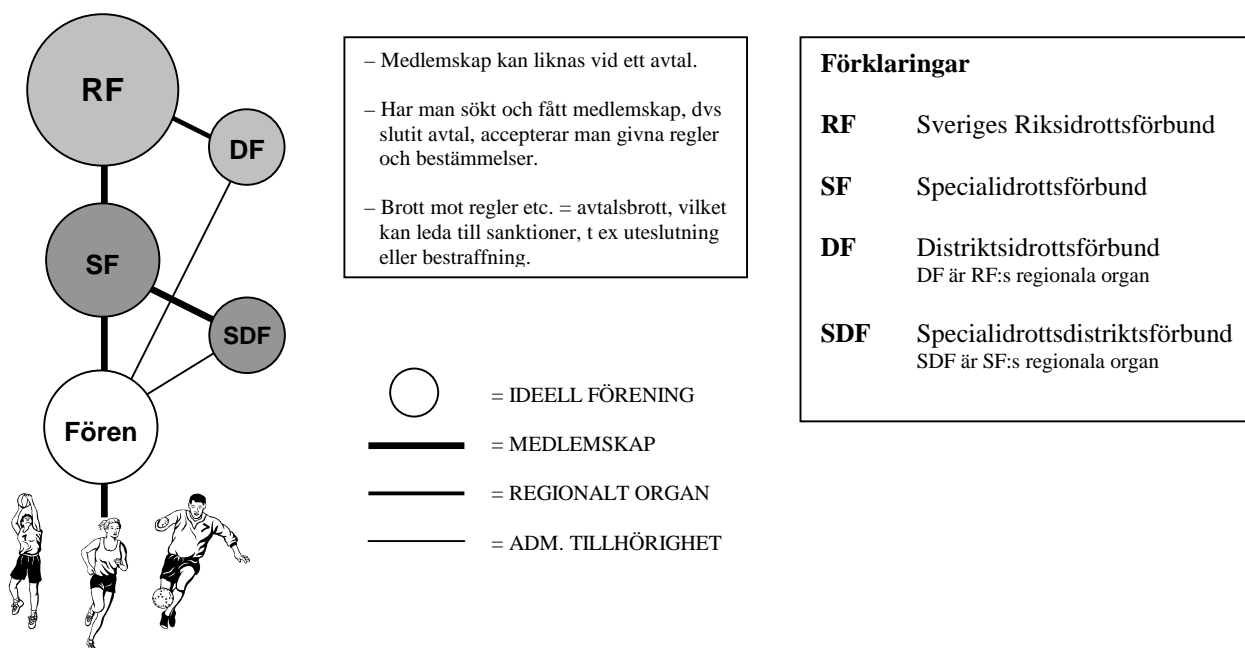 RF
DF
SF
SDF
Fören
– Medlemskap kan liknas vid ett avtal.
– Har man sökt och fått medlemskap, dvs
slutit avtal, accepterar man givna regler
och bestämmelser.
– Brott mot regler etc. = avtalsbrott, vilket
kan leda till sanktioner, t ex uteslutning
eller bestraffning.
= IDEELL FÖRENING
= MEDLEMSKAP
= REGIONALT ORGAN
= ADM. TILLHÖRIGHET
Förklaringar
RF Sveriges Riksidrottsförbund
SF Specialidrottsförbund
DF Distriktsidrottsförbund
DF är RF:s regionala organ
SDF Specialidrottsdistriktsförbund
SDF är SF:s regionala organ